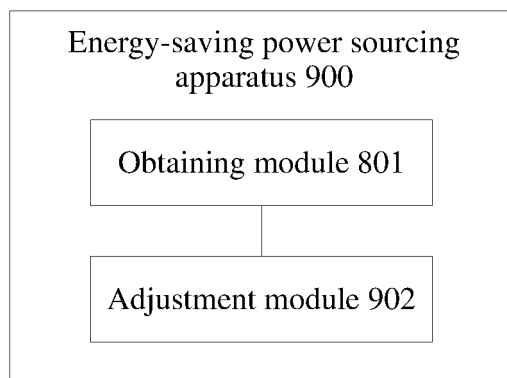 Energy-saving power sourcing
apparatus 900
Obtaining module 801
Adjustment module 902